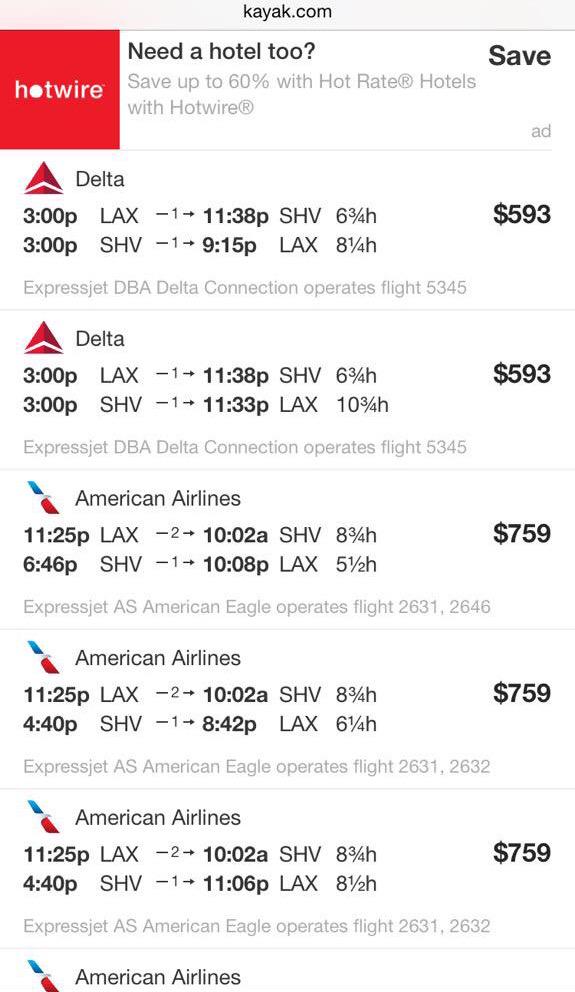 kayak.com
Need a hotel too? Save
hotwire
Save up to 60% with Hot Rate® Hotels
with Hotwire®
ad
Delta
3:00p LAX —1→ 11:38p SHV 6¾h $593
3:00p SHV —1→ 9:15p LAX 8¼h
Expressjet DBA Delta Connection operates flight 5345
Delta
3:00p LAX —1→ 11:38p SHV 6¾h $593
3:00p SHV —1→ 11:33p LAX 10¾h
Expressjet DBA Delta Connection operates flight 5345
American Airlines
11:25p LAX —2→ 10:02a SHV 8¾h $759
6:46p SHV —1→ 10:08p LAX 5½h
Expressjet AS American Eagle operates flight 2631, 2646
American Airlines
11:25p LAX —2→ 10:02a SHV 8¾h $759
4:40p SHV —1→ 8:42p LAX 6¼h
Expressjet AS American Eagle operates flight 2631, 2632
American Airlines
11:25p LAX —2→ 10:02a SHV 8¾h $759
4:40p SHV —1→ 11:06p LAX 8½h
Expressjet AS American Eagle operates flight 2631, 2632
American Airlines